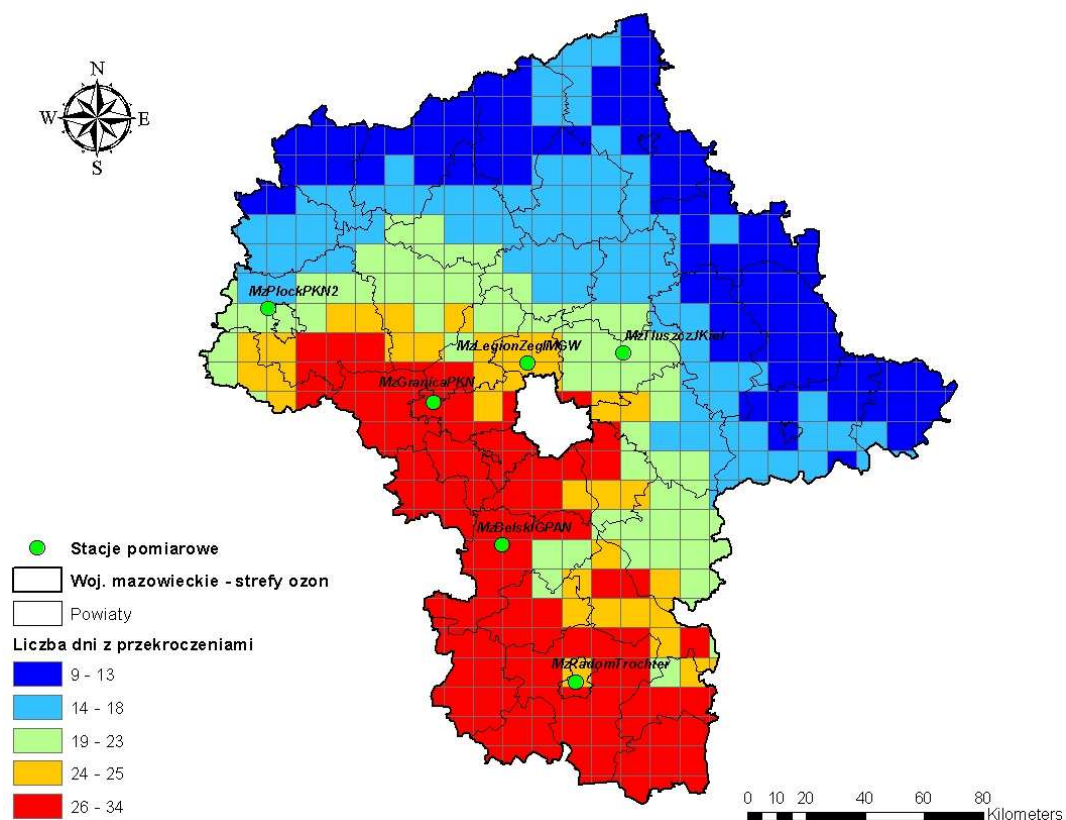 N
W E
S
MzPlockPKN2
MzTluszczJKiel
MzLegionZegIMGW
MzGranicaPKN
MzBelskIGPAN
MzRadomTrochter
Stacje pomiarowe
Woj. mazowieckie - strefy ozon
Powiaty
Liczba dni z przekroczeniami
9 - 13
14 - 18
19 - 23
24 - 25
26 - 34
0 10 20 40 60 80
Kilometers